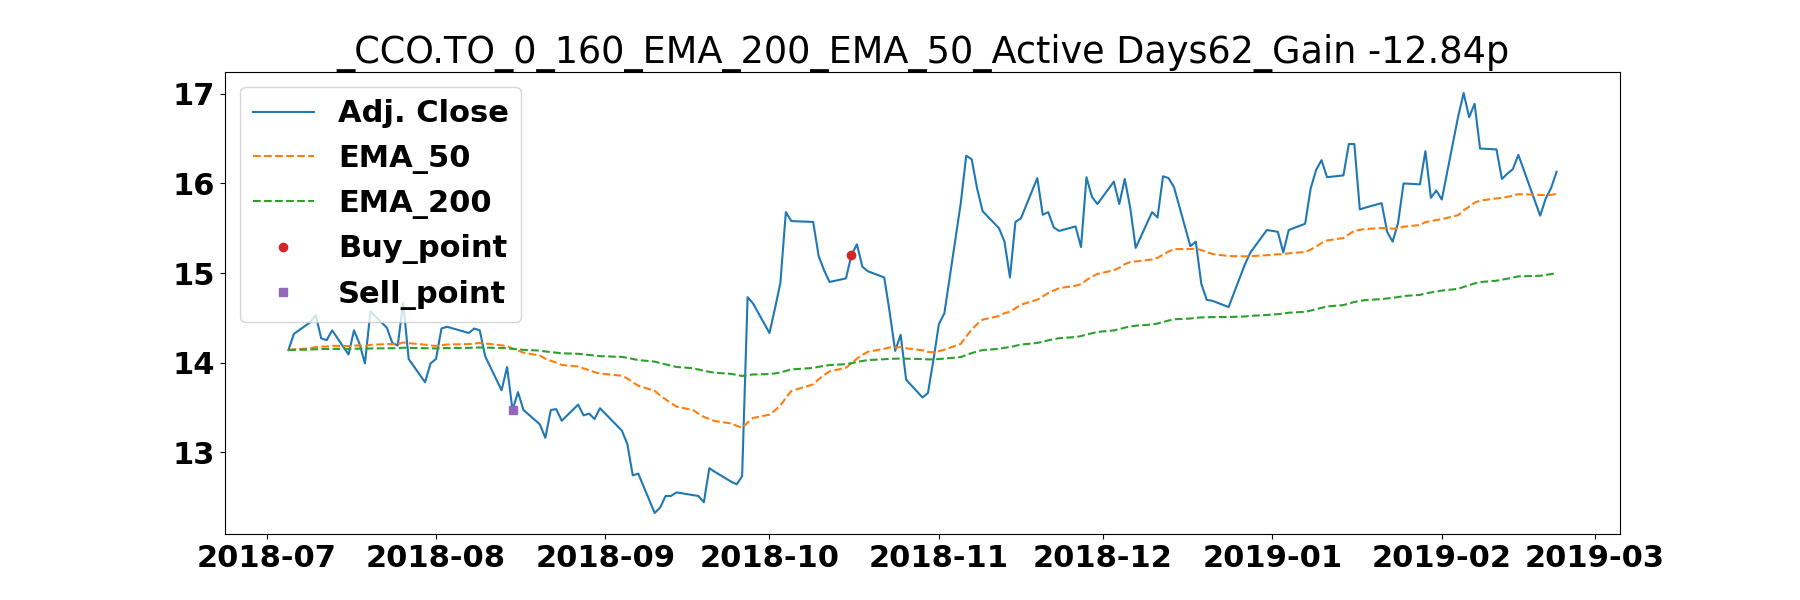 _CCO.TO_0_160_EMA_200_EMA_50_Active Days62_Gain -12.84p
17
16
15
14
13
Adj. Close
EMA_50
EMA_200
Buy_point
Sell_point
2018-07 2018-08 2018-09 2018-10 2018-11 2018-12 2019-01 2019-02 2019-03